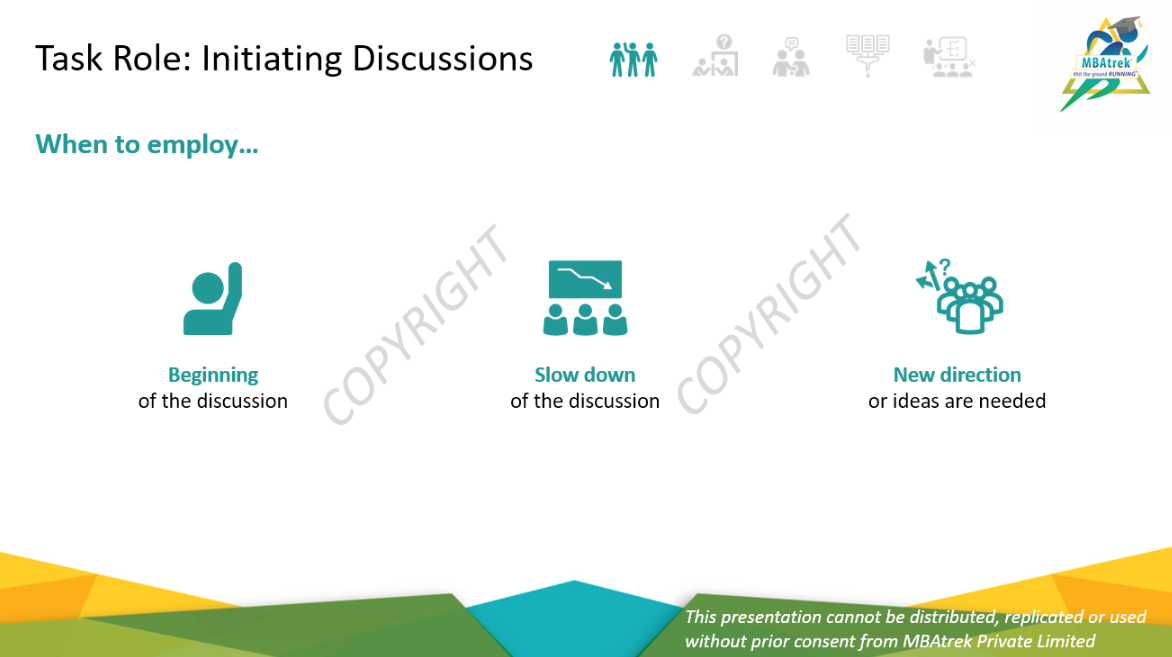 Task Role: Initiating Discussions
MBAtrek
Hit the ground RUNNING
When to employ...
COPYRIGHT
COPYRIGHT
Beginning
of the discussion
Slow down
of the discussion
New direction
or ideas are needed
This presentation cannot be distributed, replicated or used
without prior consent from MBAtrek Private Limited